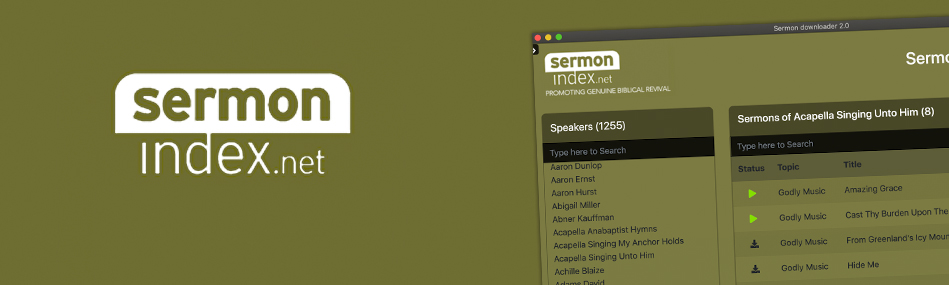 sermon
index.net
Sermon downloader 2.0
sermon
index.net
PROMOTING GENUINE BIBLICAL REVIVAL
Sermo
Speakers (1255)
Type here to Search
Aaron Dunlop
Aaron Ernst
Aaron Hurst
Abigail Miller
Abner Kauffman
Acapella Anabaptist Hymns
Acapella Singing My Anchor Holds
Acapella Singing Unto Him
Achille Blaize
Adams David
Sermons of Acapella Singing Unto Him (8)
Type here to Search
Status Topic Title
Godly Music Amazing Grace
Godly Music Cast Thy Burden Upon The
Godly Music From Greenland's Icy Moun
Godly Music Hide Me